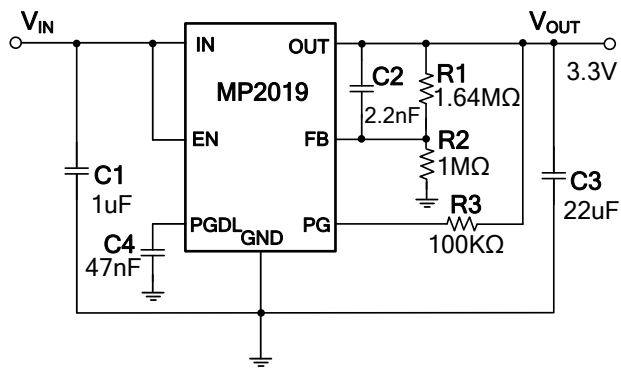 VIN
IN
OUT
VOUT
MP2019
C2
2.2nF
R1
1.64MΩ
3.3V
EN
FB
R2
1MΩ
C1
1uF
C3
22uF
PGDL
GND
PG
R3
100KΩ
C4
47nF